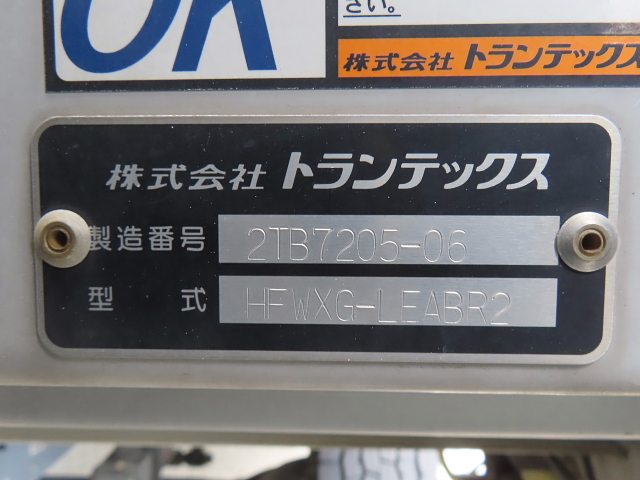 OK
さい。
株式会社 トランテックス
株式会社 トランテックス
製造番号 2TB7205-06
型式 HFWXG-LEABR2